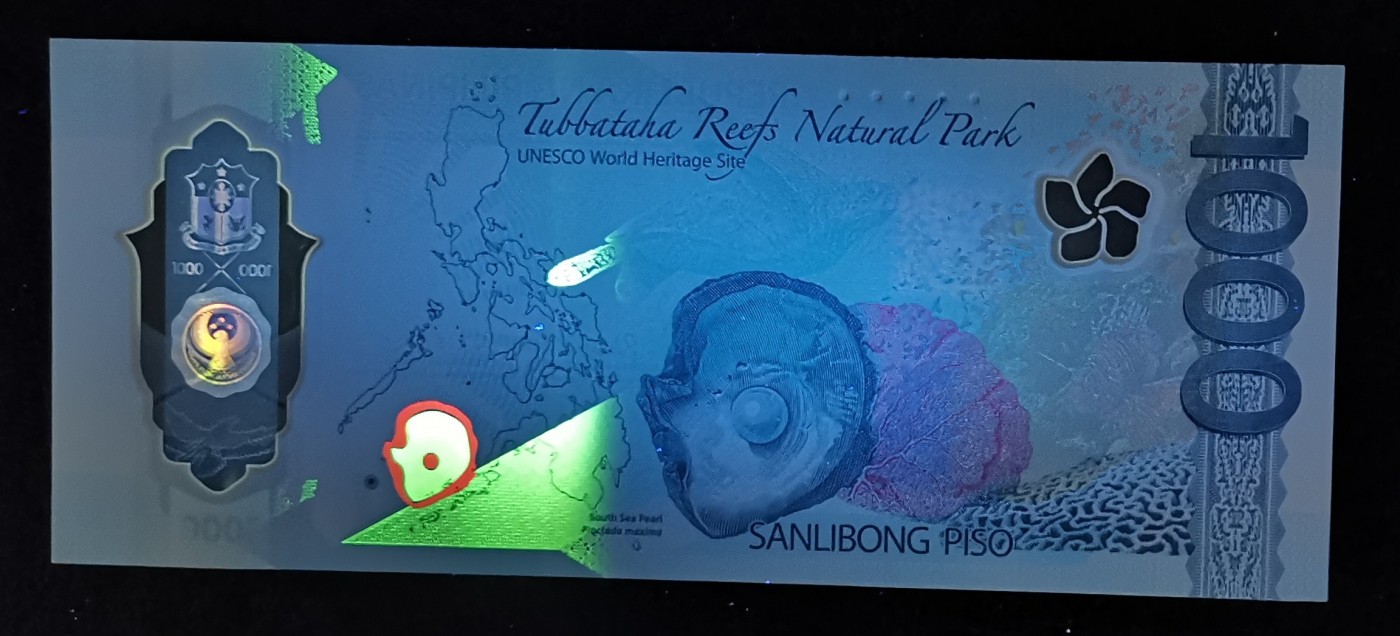 Tubbataha Reefs Natural Park
UNESCO World Heritage Site
1000 1000
South Sea Pearl
Pinctada maxima
SANLIBONG PISO
1000